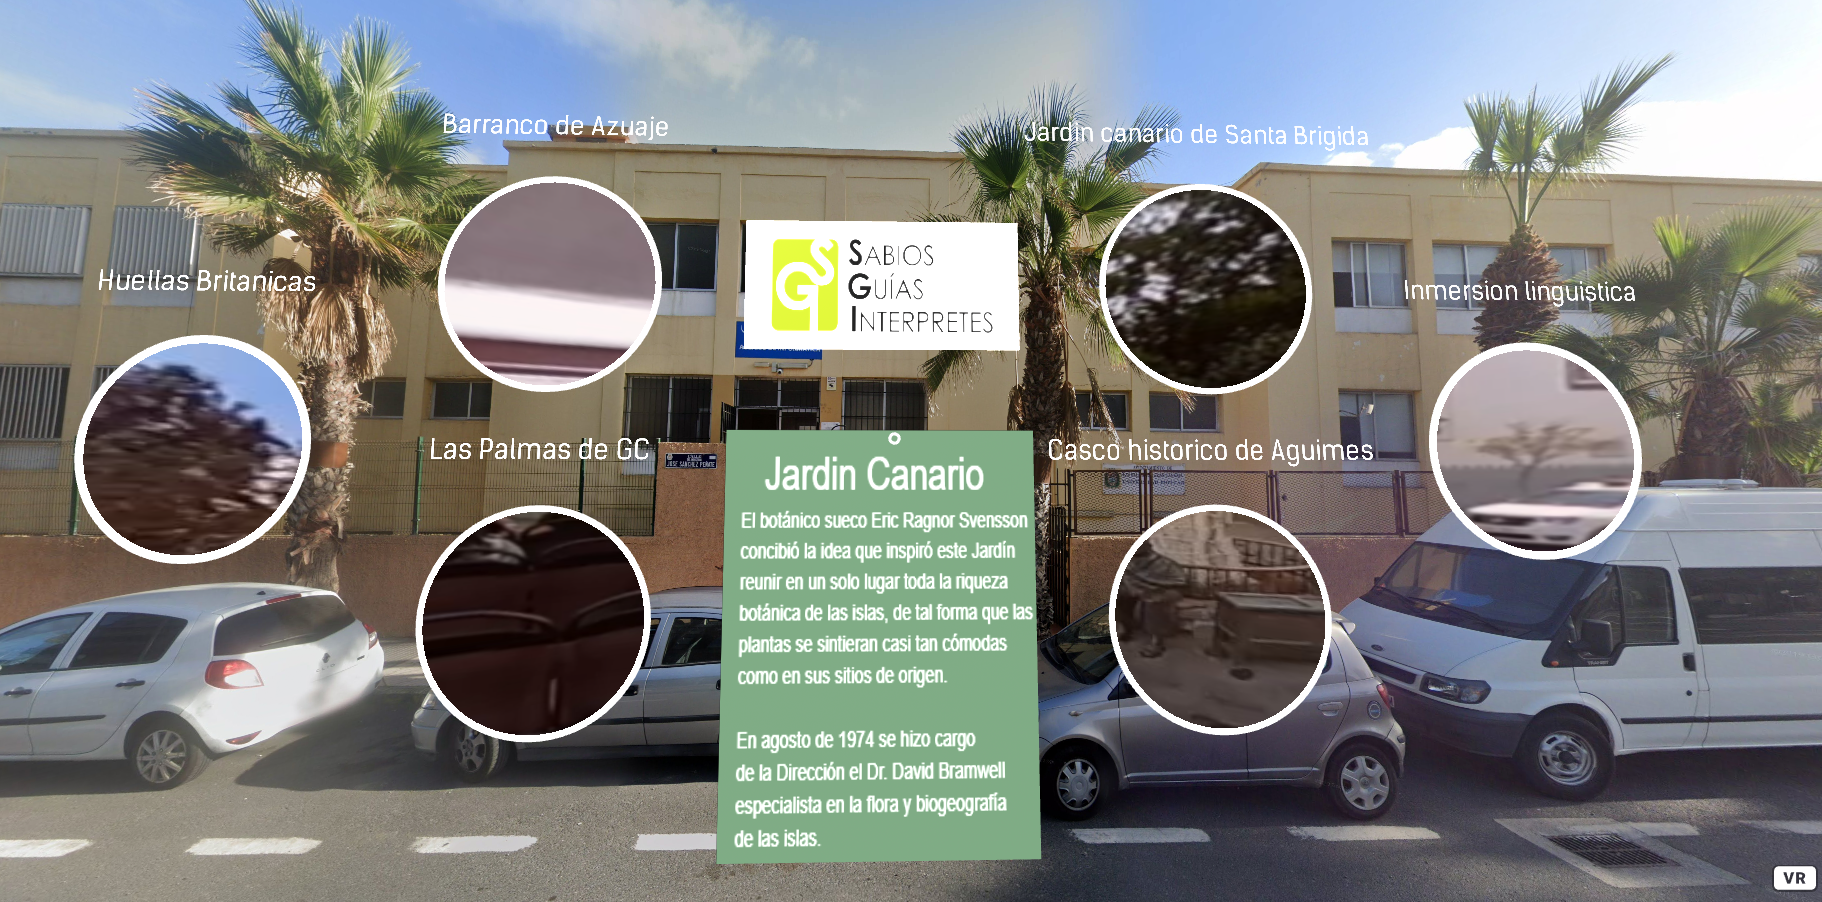 Barranco de Azuaje
Jardin canario de Santa Brigida
Huellas Britanicas
SABIOS
GUÍAS
INTERPRETES
Inmersion linguistica
Las Palmas de GC
Casco historico de Aguimes
JOSE SANCHEZ PEÑATE
Jardin Canario
El botánico sueco Eric Ragnor Svensson
concibió la idea que inspiró este Jardín
reunir en un solo lugar toda la riqueza
botánica de las islas, de tal forma que las
plantas se sintieran casi tan cómodas
como en sus sitios de origen.
En agosto de 1974 se hizo cargo
de la Dirección el Dr. David Bramwell
especialista en la flora y biogeografía
de las islas.
TRANSIT
VR